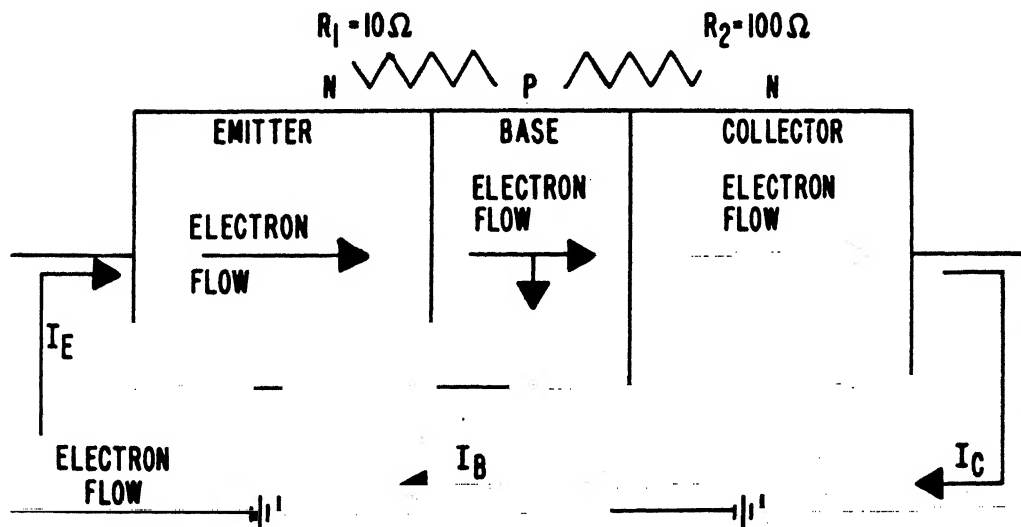 R1 = 10Ω
R2 = 100Ω
N
P
N
EMITTER
BASE
COLLECTOR
ELECTRON
FLOW
ELECTRON
FLOW
ELECTRON
FLOW
IE
ELECTRON
FLOW
IB
IC